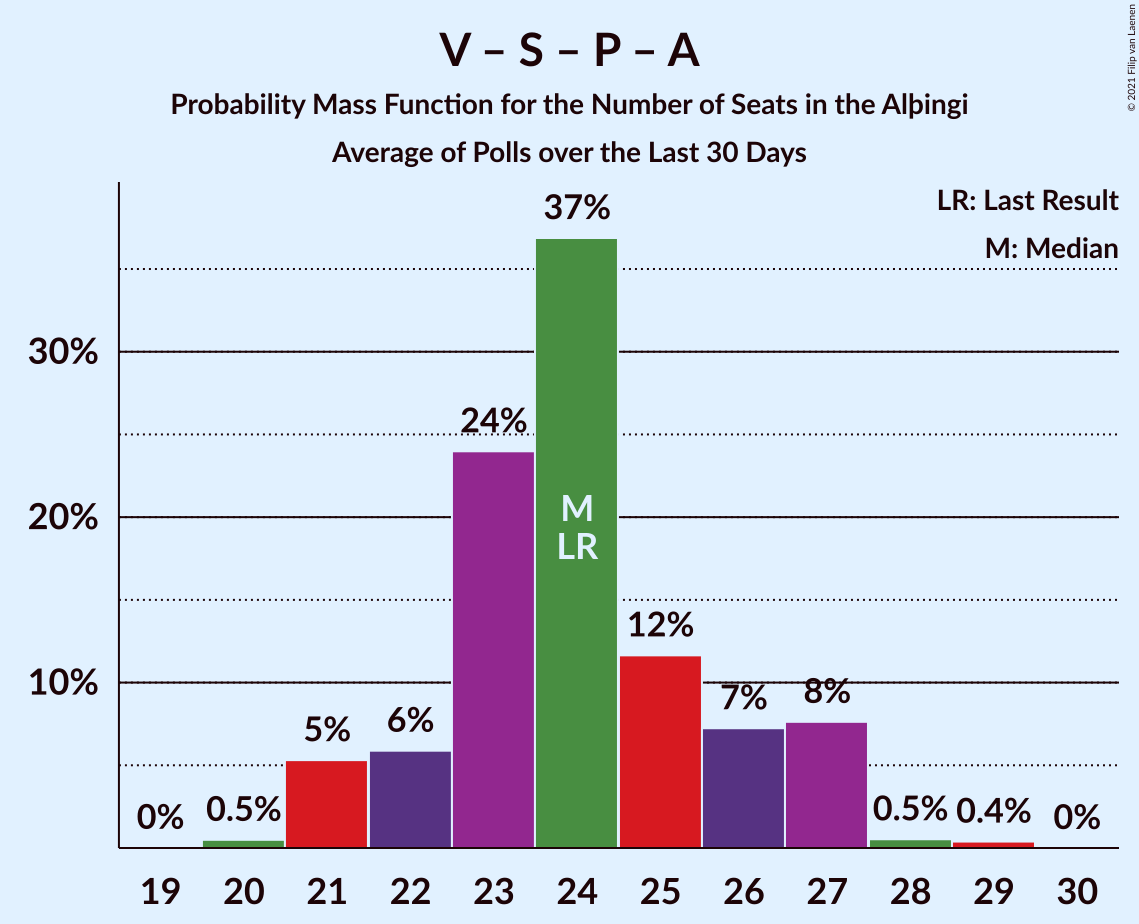 V – S – P – A
Probability Mass Function for the Number of Seats in the Alþingi
Average of Polls over the Last 30 Days
© 2021 Filip van Laenen
LR: Last Result
M: Median
37%
30%
24%
20%
M
LR
12%
10%
5%
6%
7%
8%
0%
0.5%
0.5%
0.4%
0%
19 20 21 22 23 24 25 26 27 28 29 30